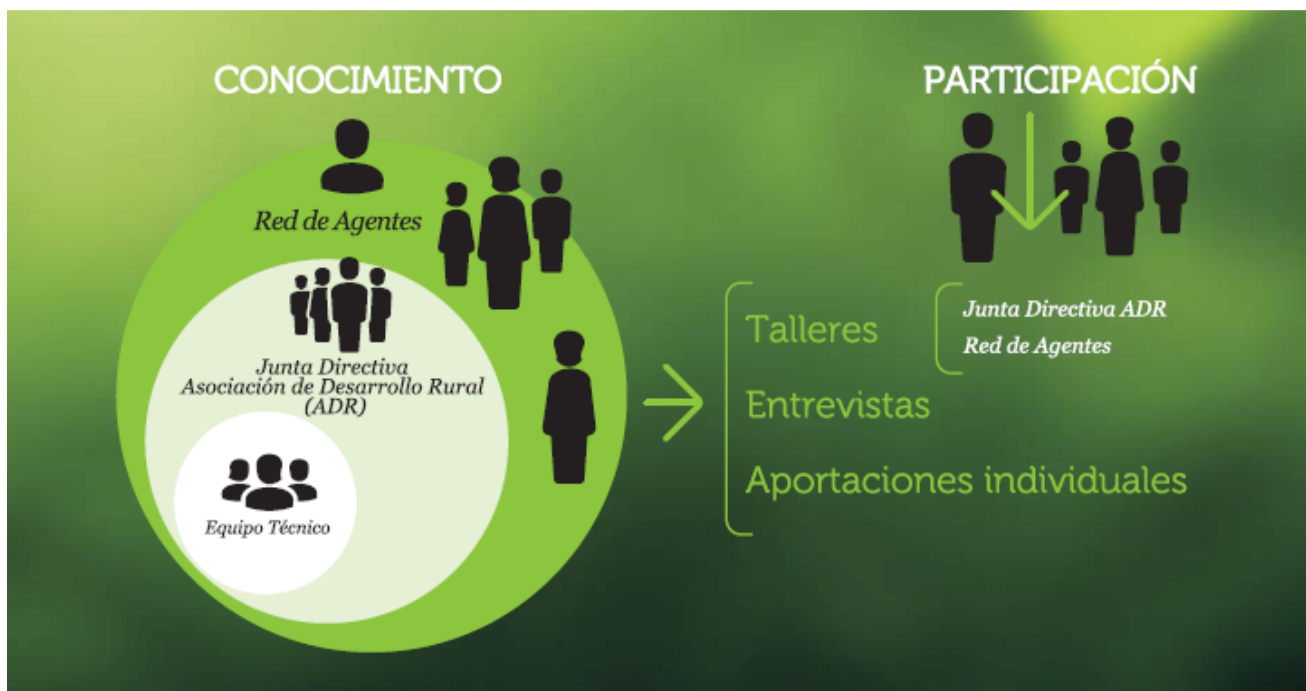 CONOCIMIENTO
Red de Agentes
Junta Directiva
Asociación de Desarrollo Rural
(ADR)
Equipo Técnico
PARTICIPACIÓN
Talleres
Junta Directiva ADR
Red de Agentes
Entrevistas
Aportaciones individuales